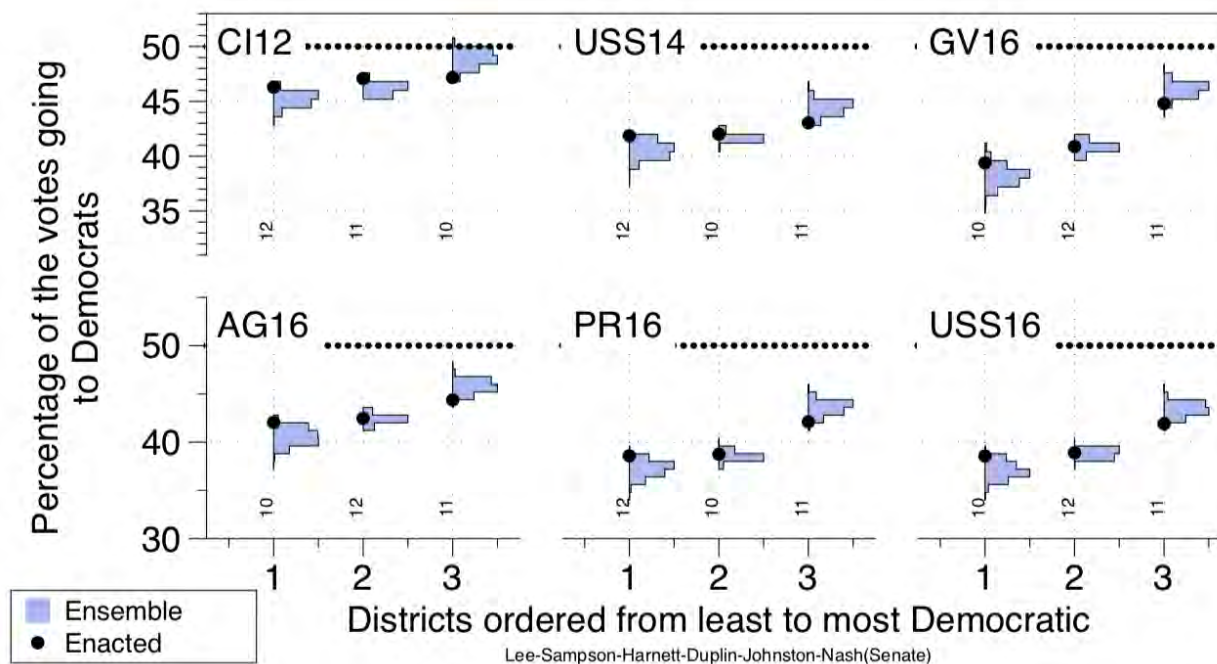 Percentage of the votes going
to Democrats
50
45
40
35
CI12
12
11
10
USS14
12
10
11
GV16
10
12
11
50
40
30
AG16
10
12
11
PR16
12
10
11
USS16
10
12
11
1 2 3
1 2 3
1 2 3
Districts ordered from least to most Democratic
Lee-Sampson-Harnett-Duplin-Johnston-Nash(Senate)
Ensemble
Enacted